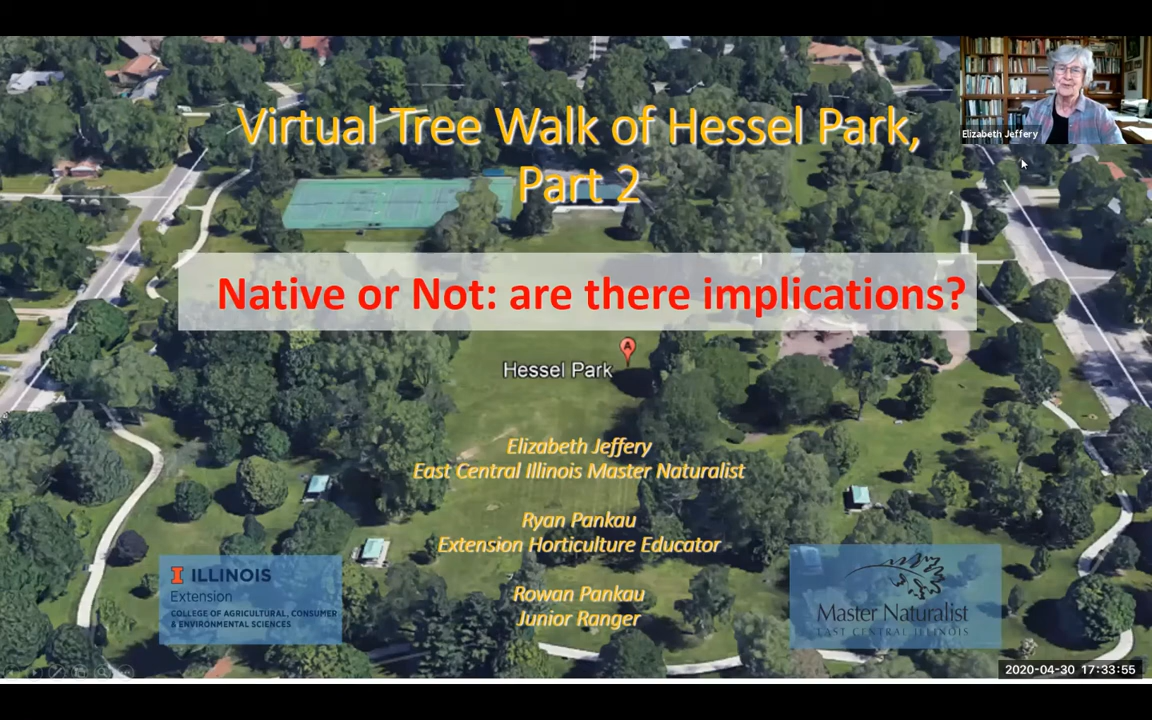 Virtual Tree Walk of Hessel Park,
Part 2
Elizabeth Jeffery
Native or Not: are there implications?
A
Hessel Park
Elizabeth Jeffery
East Central Illinois Master Naturalist
Ryan Pankau
Extension Horticulture Educator
Rowan Pankau
Junior Ranger
I ILLINOIS
Extension
COLLEGE OF AGRICULTURAL, CONSUMER
& ENVIRONMENTAL SCIENCES
Master Naturalist
EAST CENTRAL ILLINOIS
2020-04-30 17:33:55